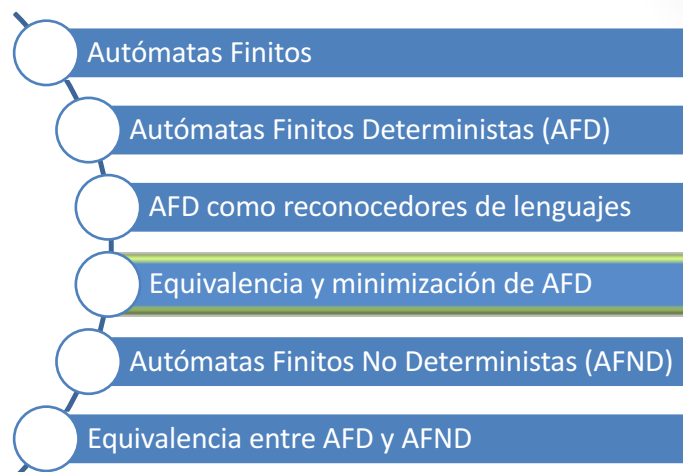 Autómatas Finitos
Autómatas Finitos Deterministas (AFD)
AFD como reconocedores de lenguajes
Equivalencia y minimización de AFD
Autómatas Finitos No Deterministas (AFND)
Equivalencia entre AFD y AFND